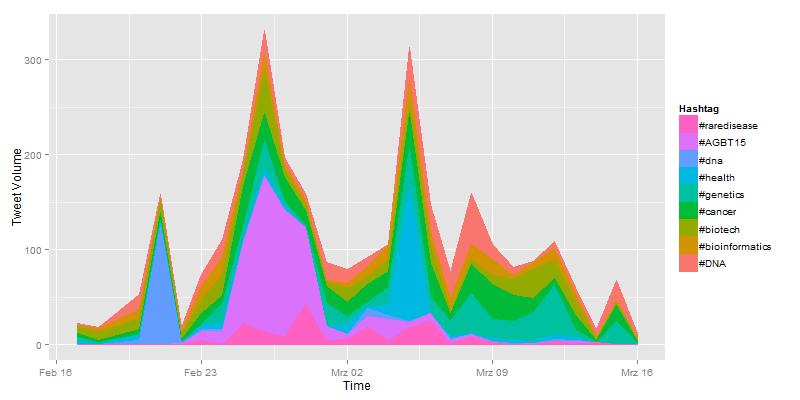 300
200
100
0
Tweet Volume
Feb 16
Feb 23
Mrz 02
Mrz 09
Mrz 16
Time
Hashtag
#raredisease
#AGBT15
#dna
#health
#genetics
#cancer
#biotech
#bioinformatics
#DNA